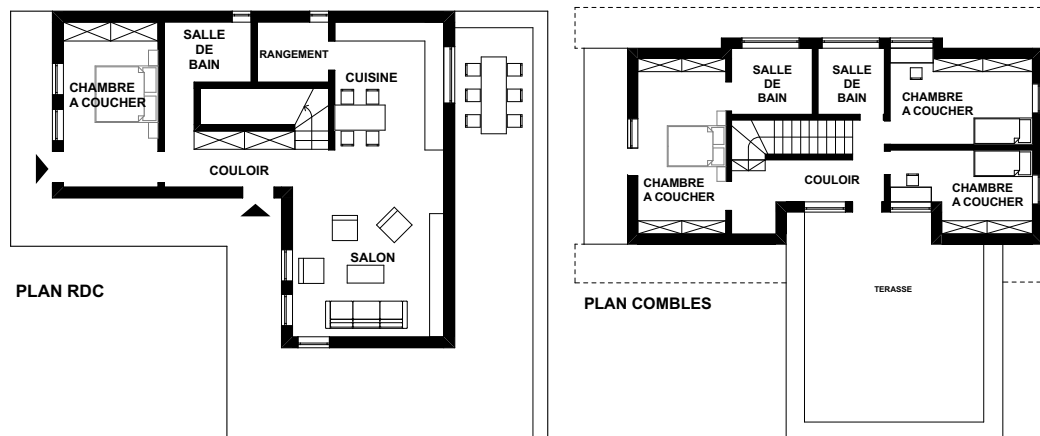 SALLE
DE
BAIN
RANGEMENT
CUISINE
CHAMBRE
A COUCHER
COULOIR
SALON
PLAN RDC
SALLE
DE
BAIN
SALLE
DE
BAIN
CHAMBRE
A COUCHER
CHAMBRE
A COUCHER
COULOIR
CHAMBRE
A COUCHER
TERASSE
PLAN COMBLES